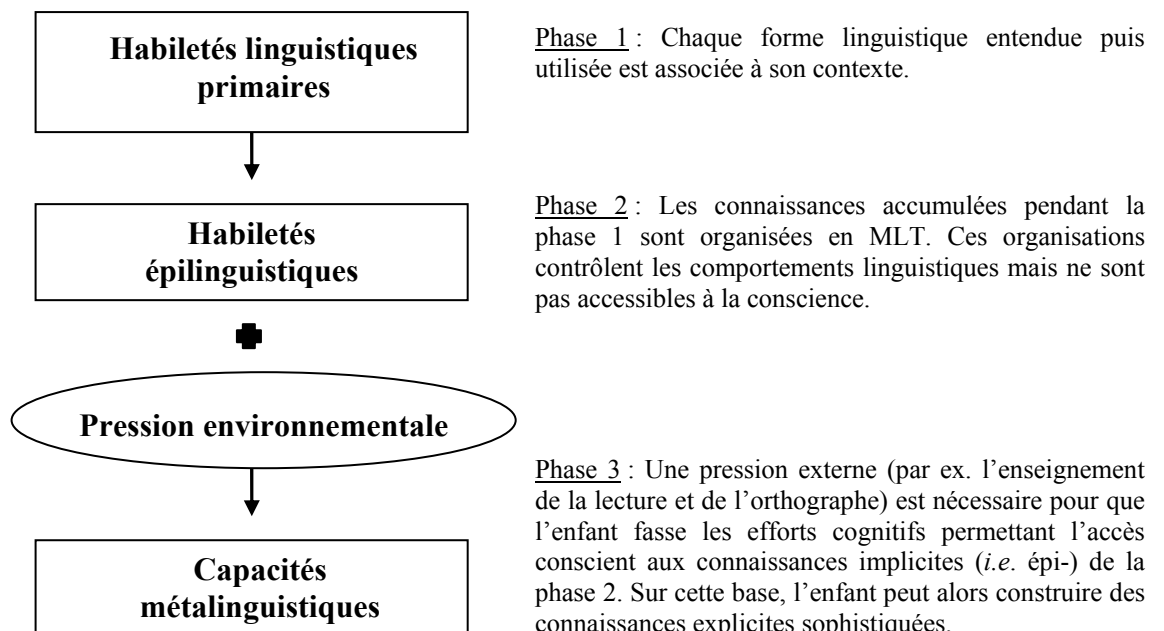 Habiletés linguistiques
primaires
Phase 1 : Chaque forme linguistique entendue puis
utilisée est associée à son contexte.
Habiletés
épilinguistiques
Phase 2 : Les connaissances accumulées pendant la
phase 1 sont organisées en MLT. Ces organisations
contrôlent les comportements linguistiques mais ne sont
pas accessibles à la conscience.
Pression environnementale
Phase 3 : Une pression externe (par ex. l’enseignement
de la lecture et de l’orthographe) est nécessaire pour que
l’enfant fasse les efforts cognitifs permettant l’accès
conscient aux connaissances implicites (i.e. épi-) de la
phase 2. Sur cette base, l’enfant peut alors construire des
connaissances explicites sophistiquées.
Capacités
métalinguistiques